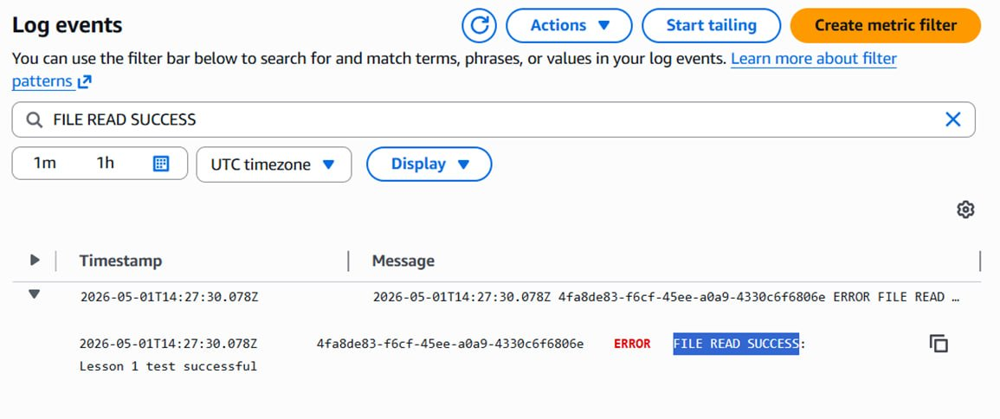 Log events
Actions
Start tailing
Create metric filter
You can use the filter bar below to search for and match terms, phrases, or values in your log events. Learn more about filter
patterns
FILE READ SUCCESS
1m 1h
UTC timezone
Display
Timestamp Message
2026-05-01T14:27:30.078Z 2026-05-01T14:27:30.078Z 4fa8de83-f6cf-45ee-a0a9-4330c6f6806e ERROR FILE READ …
2026-05-01T14:27:30.078Z 4fa8de83-f6cf-45ee-a0a9-4330c6f6806e ERROR FILE READ SUCCESS:
Lesson 1 test successful